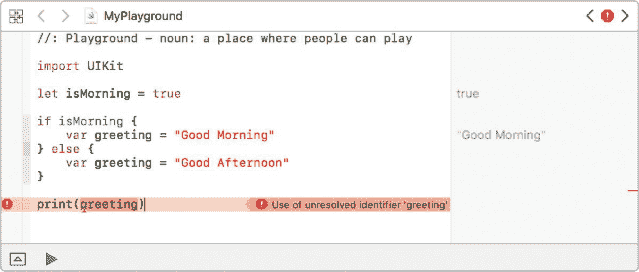 MyPlayground
//: Playground - noun: a place where people can play
import UIKit
let isMorning = true
true
if isMorning {
var greeting = "Good Morning"
"Good Morning"
} else {
var greeting = "Good Afternoon"
}
print(greeting)
Use of unresolved identifier 'greeting'